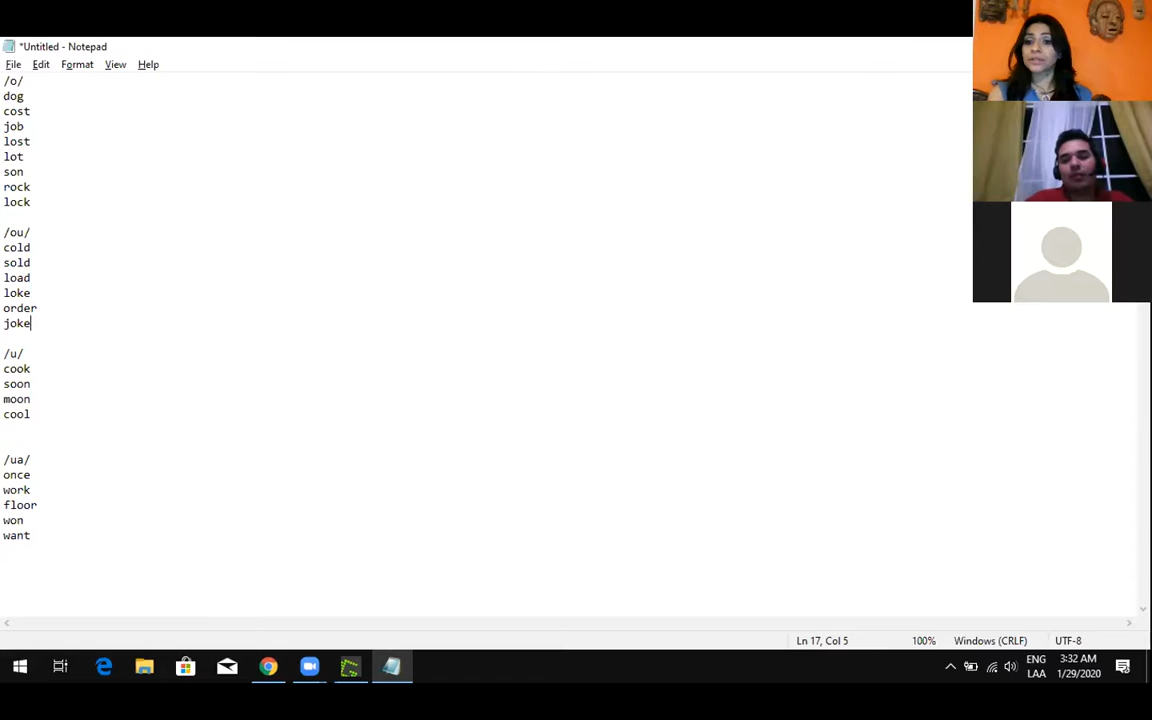 *Untitled - Notepad
File Edit Format View Help
/o/
dog
cost
job
lost
lot
son
rock
lock
/ou/
cold
sold
load
loke
order
joke
/u/
cook
soon
moon
cool
/ua/
once
work
floor
won
want
Ln 17, Col 5 100% Windows (CRLF) UTF-8
ENG 3:32 AM
LAA 1/29/2020